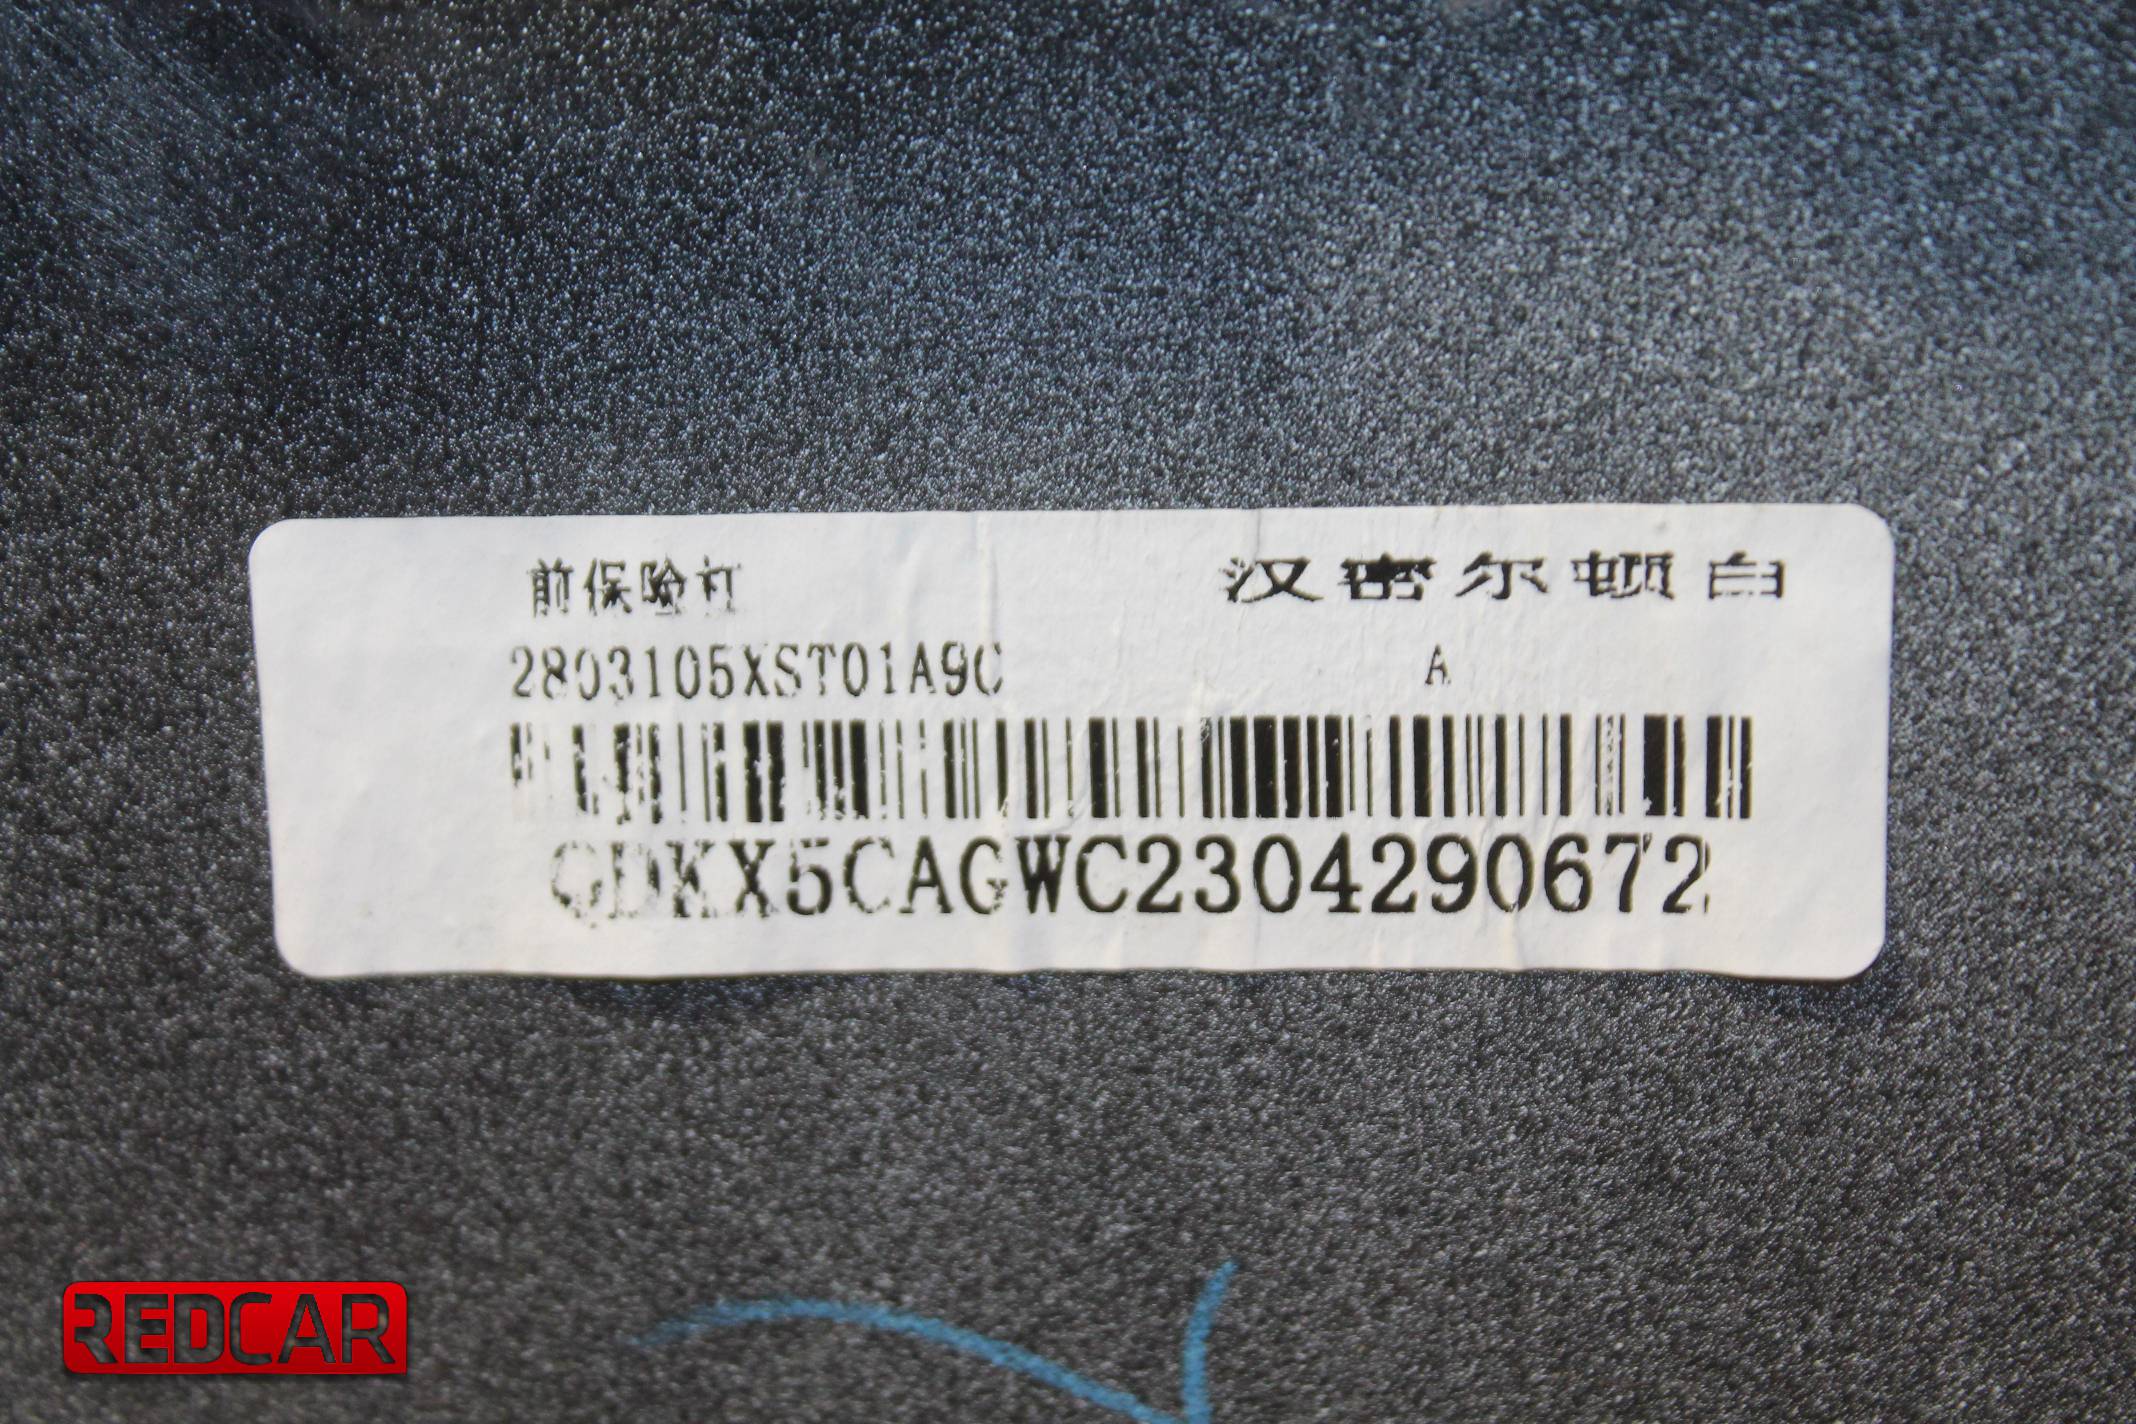 前保险杠 汉密尔顿白
2803105XST01A9C A
GDKX5CAGWC2304290672
REDCAR